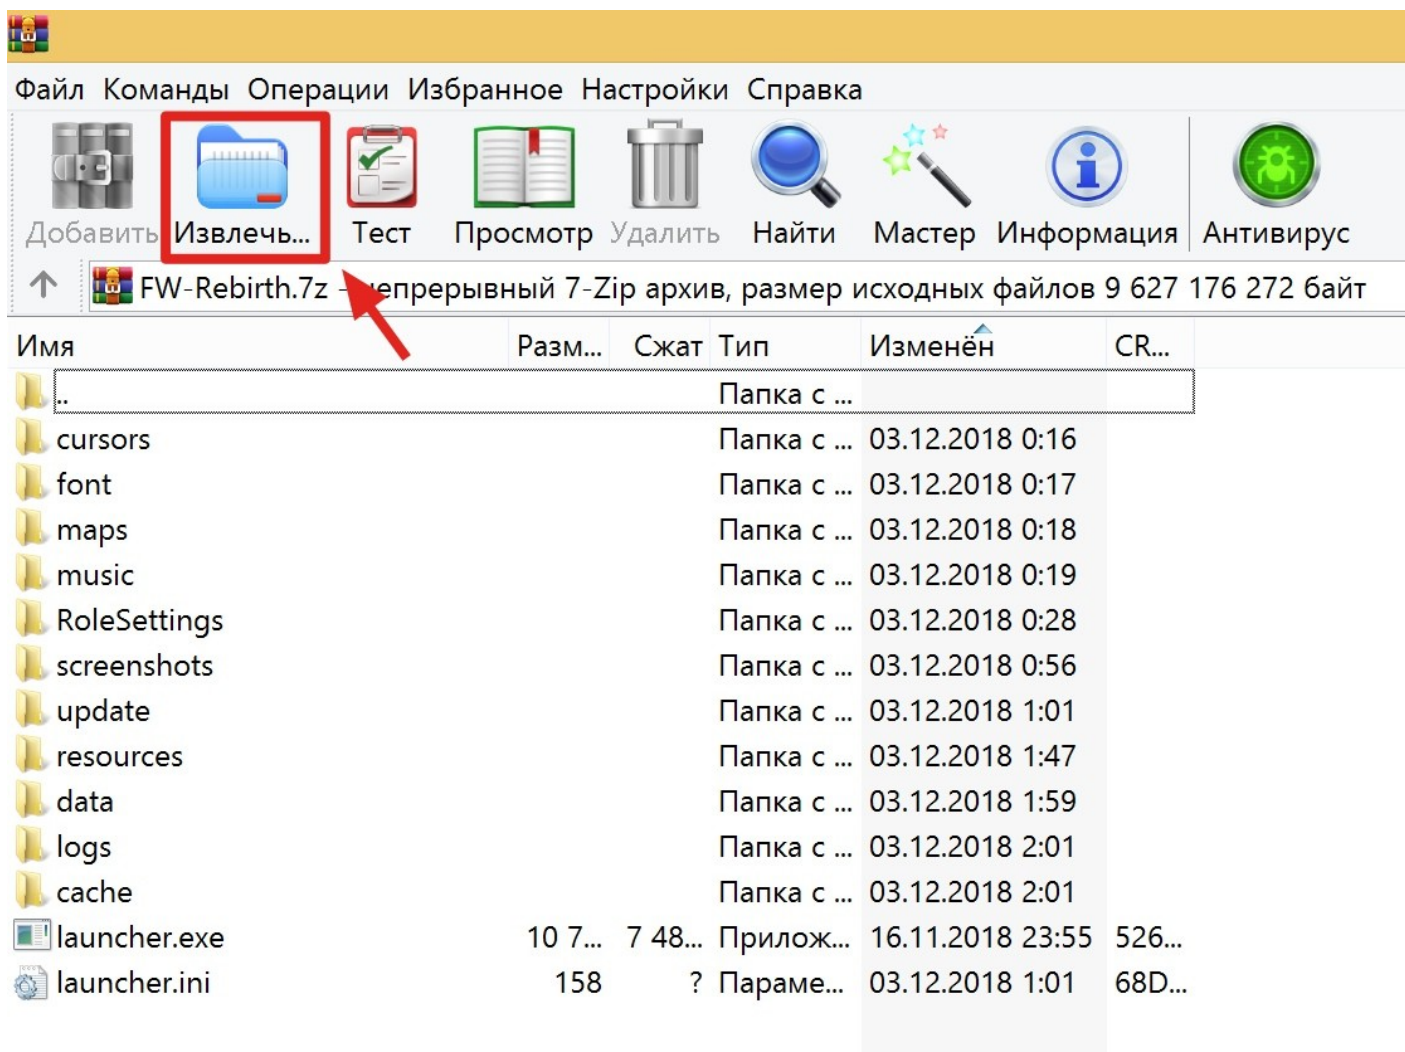 Файл Команды Операции Избранное Настройки Справка
Добавить Извлечь... Тест Просмотр Удалить Найти Мастер Информация Антивирус
FW-Rebirth.7z - непрерывный 7-Zip архив, размер исходных файлов 9 627 176 272 байт
Имя Разм... Сжат Тип Изменён CR...
.. Папка с ...
cursors Папка с ... 03.12.2018 0:16
font Папка с ... 03.12.2018 0:17
maps Папка с ... 03.12.2018 0:18
music Папка с ... 03.12.2018 0:19
RoleSettings Папка с ... 03.12.2018 0:28
screenshots Папка с ... 03.12.2018 0:56
update Папка с ... 03.12.2018 1:01
resources Папка с ... 03.12.2018 1:47
data Папка с ... 03.12.2018 1:59
logs Папка с ... 03.12.2018 2:01
cache Папка с ... 03.12.2018 2:01
launcher.exe 10 7... 7 48... Прилож... 16.11.2018 23:55 526...
launcher.ini 158 ? Параме... 03.12.2018 1:01 68D...